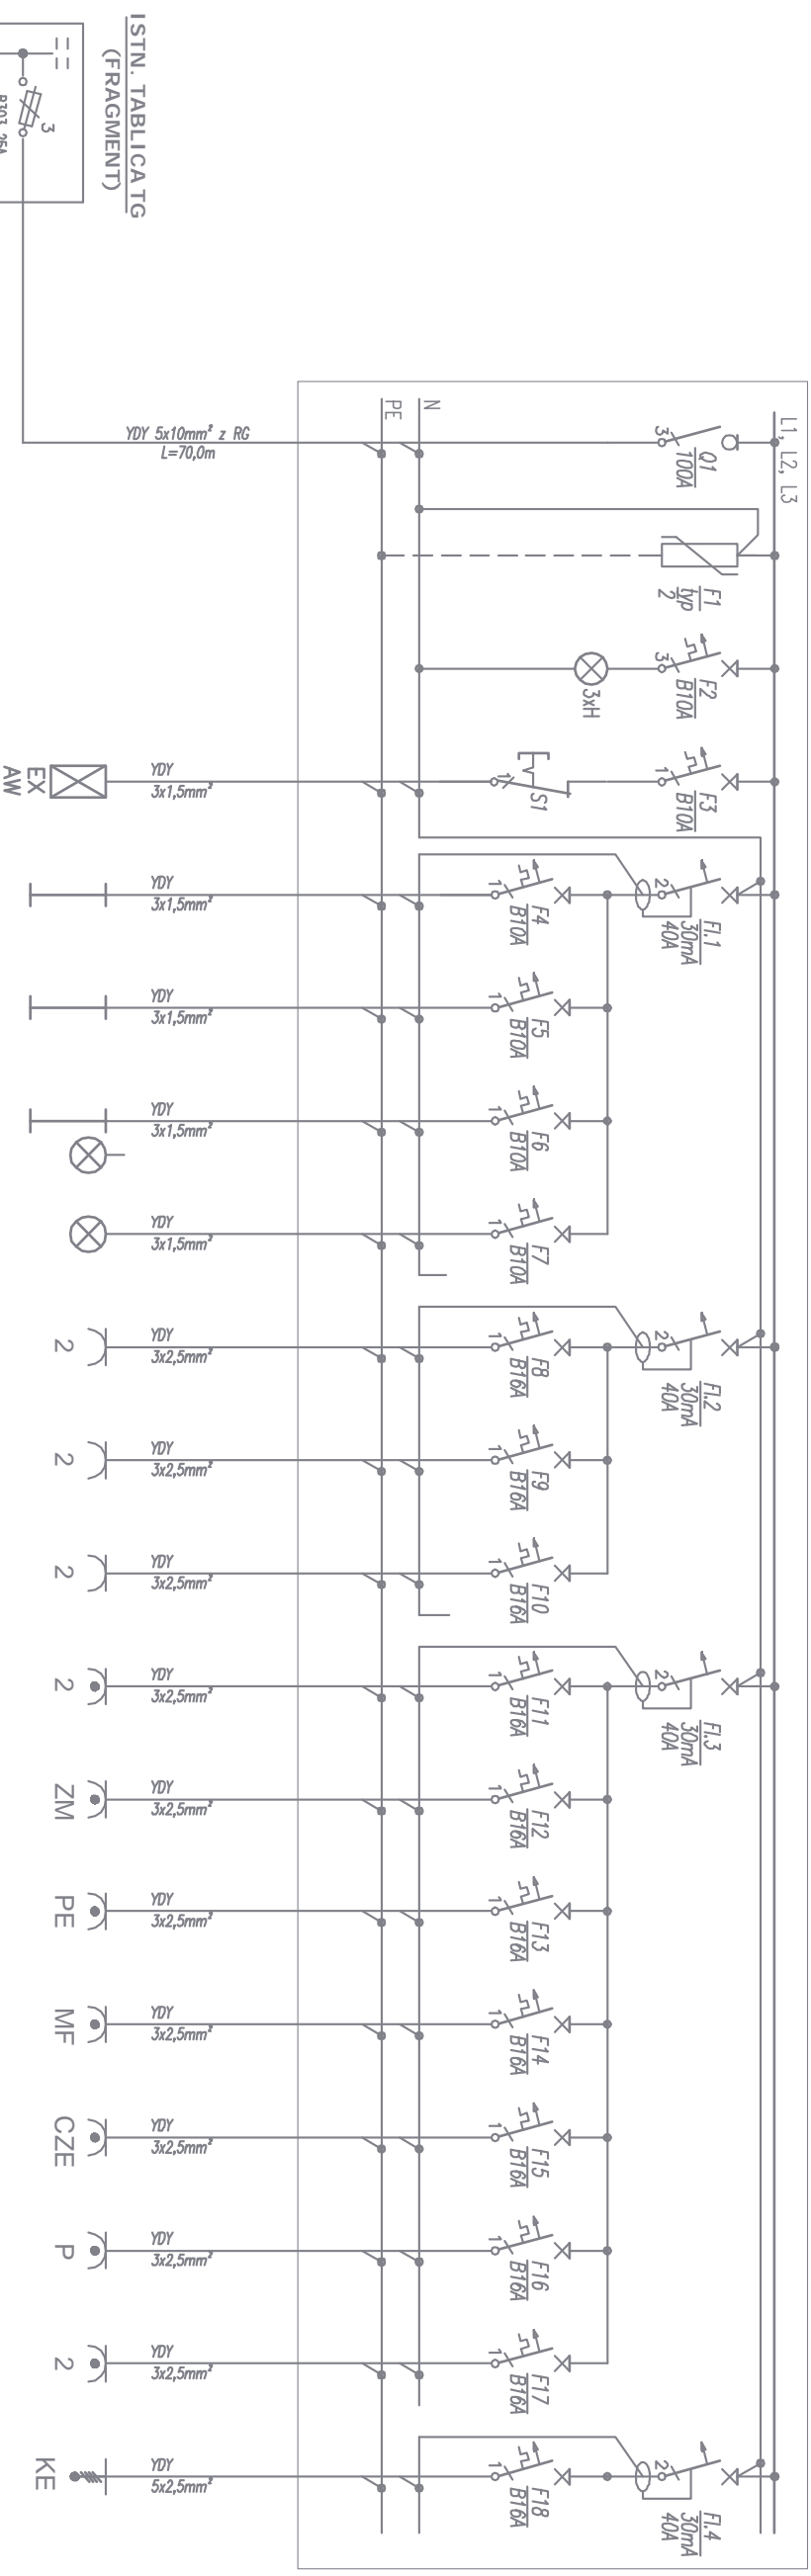 ISTN. TABLICA TG
(FRAGMENT)
3
R303 25A
YDY 5x10mm² z RG
L=70,0m
L1, L2, L3
N
PE
3
Q1
100A
F1
typ
2
3
F2
B10A
3xH
1
F3
B10A
1
S1
YDY
3x1,5mm²
EX
AW
2
FI.1
30mA
40A
1
F4
B10A
YDY
3x1,5mm²
1
F5
B10A
YDY
3x1,5mm²
1
F6
B10A
YDY
3x1,5mm²
1
F7
B10A
YDY
3x1,5mm²
2
FI.2
30mA
40A
1
F8
B16A
YDY
3x2,5mm²
2
1
F9
B16A
YDY
3x2,5mm²
2
1
F10
B16A
YDY
3x2,5mm²
2
2
FI.3
30mA
40A
1
F11
B16A
YDY
3x2,5mm²
2
1
F12
B16A
YDY
3x2,5mm²
ZM
1
F13
B16A
YDY
3x2,5mm²
PE
1
F14
B16A
YDY
3x2,5mm²
MF
1
F15
B16A
YDY
3x2,5mm²
CZE
1
F16
B16A
YDY
3x2,5mm²
P
1
F17
B16A
YDY
3x2,5mm²
2
2
FI.4
30mA
40A
1
F18
B16A
YDY
5x2,5mm²
KE